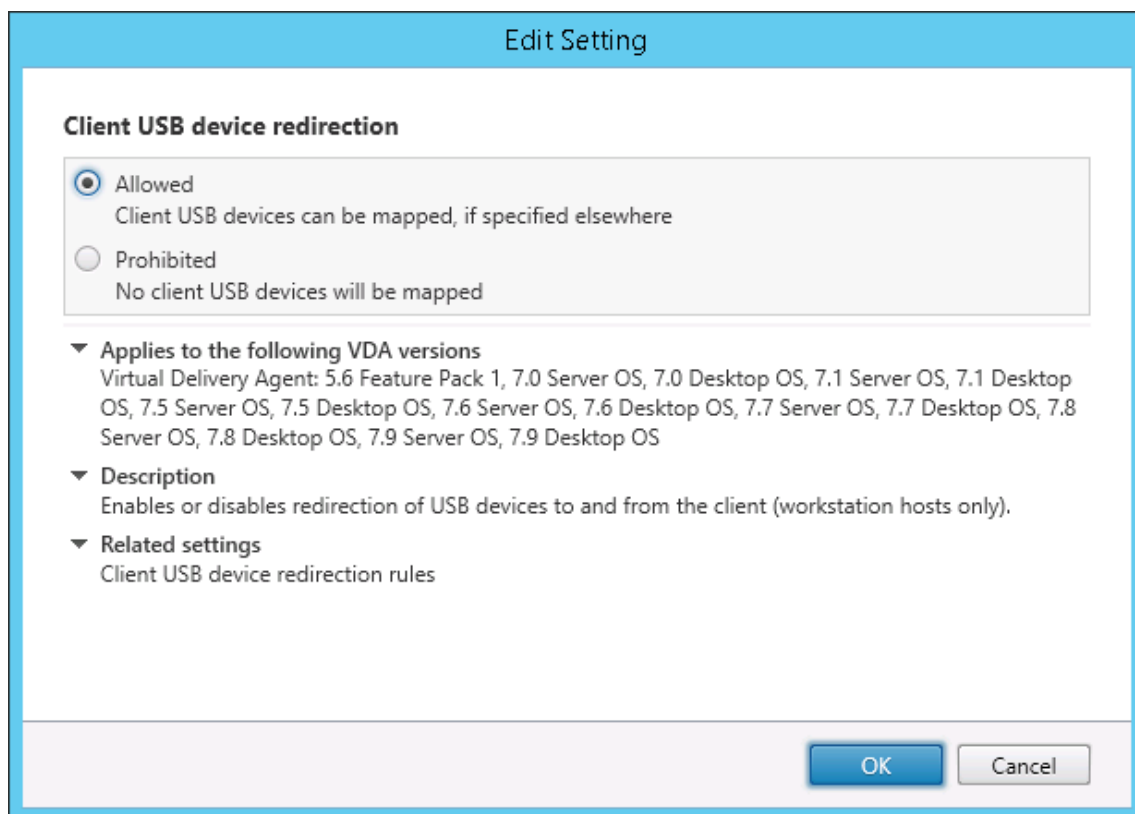 Edit Setting
Client USB device redirection
Allowed
Client USB devices can be mapped, if specified elsewhere
Prohibited
No client USB devices will be mapped
Applies to the following VDA versions
Virtual Delivery Agent: 5.6 Feature Pack 1, 7.0 Server OS, 7.0 Desktop OS, 7.1 Server OS, 7.1 Desktop
OS, 7.5 Server OS, 7.5 Desktop OS, 7.6 Server OS, 7.6 Desktop OS, 7.7 Server OS, 7.7 Desktop OS, 7.8
Server OS, 7.8 Desktop OS, 7.9 Server OS, 7.9 Desktop OS
Description
Enables or disables redirection of USB devices to and from the client (workstation hosts only).
Related settings
Client USB device redirection rules
OK
Cancel